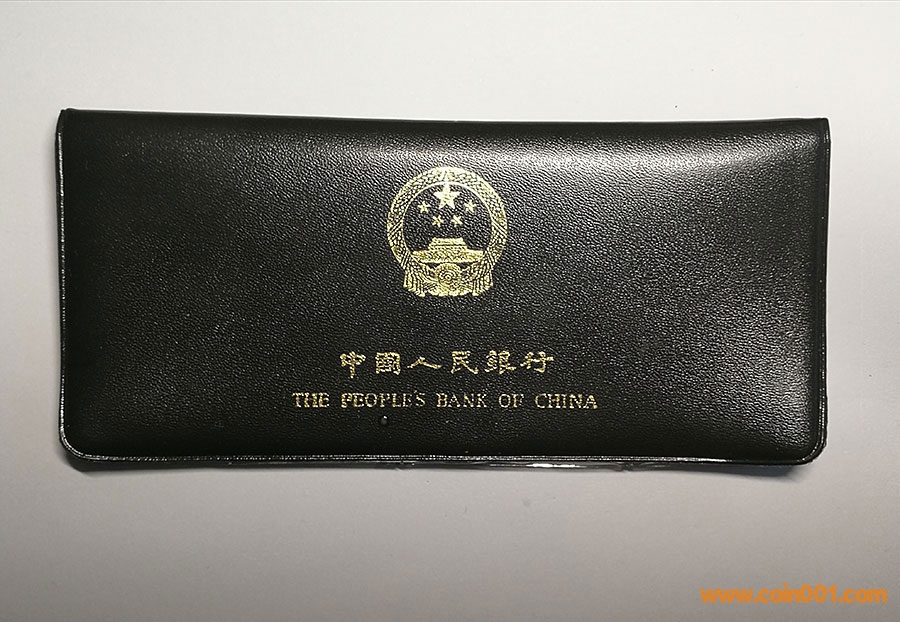 中國人民銀行
THE PEOPLE'S BANK OF CHINA
www.coin001.com